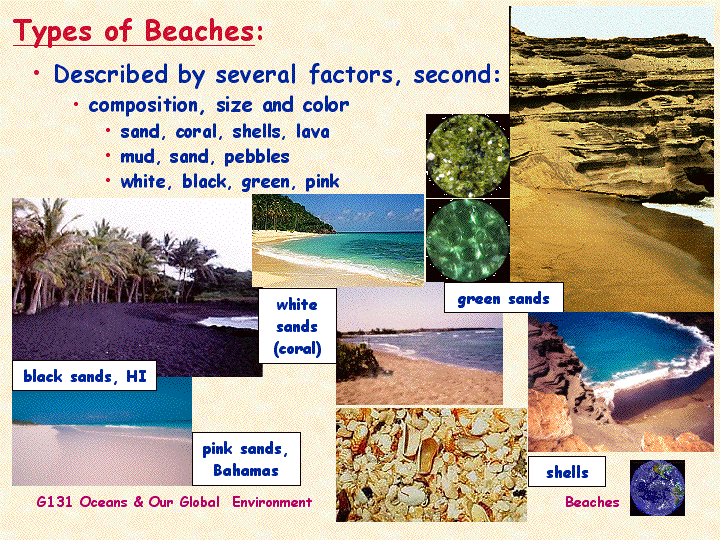 Types of Beaches:
• Described by several factors, second:
• composition, size and color
• sand, coral, shells, lava
• mud, sand, pebbles
• white, black, green, pink
green sands
white
sands
(coral)
black sands, HI
pink sands,
Bahamas
shells
G131 Oceans & Our Global Environment
Beaches